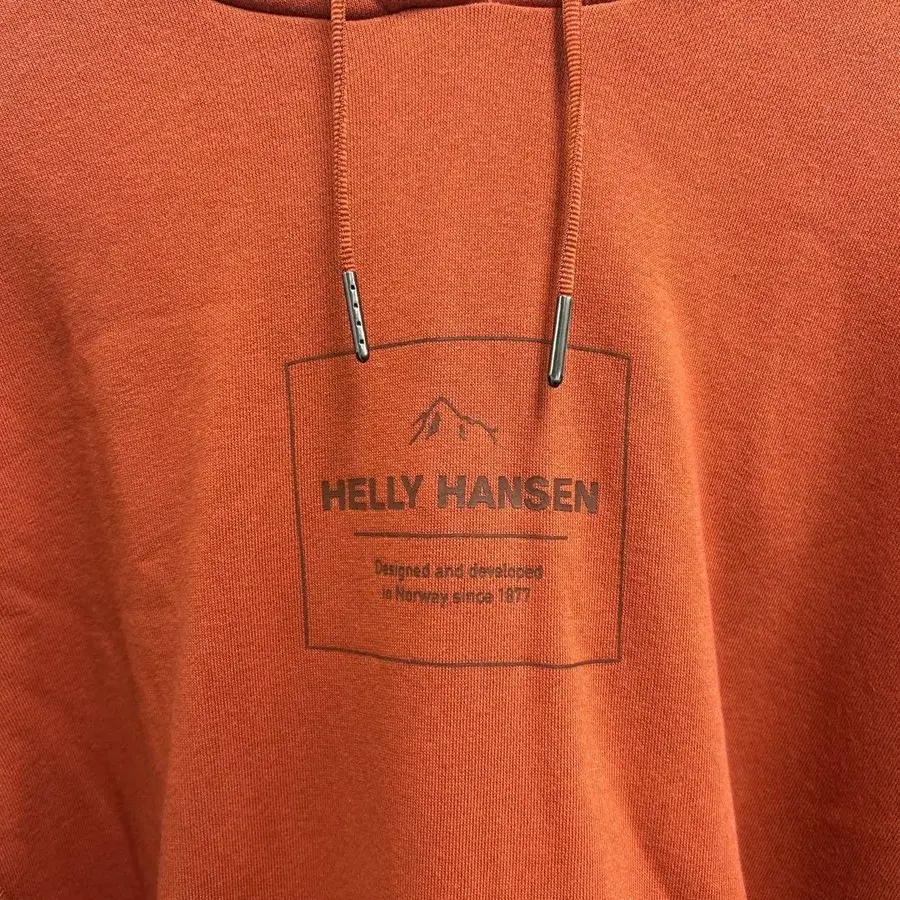 HELLY HANSEN
Designed and developed
in Norway since 1877